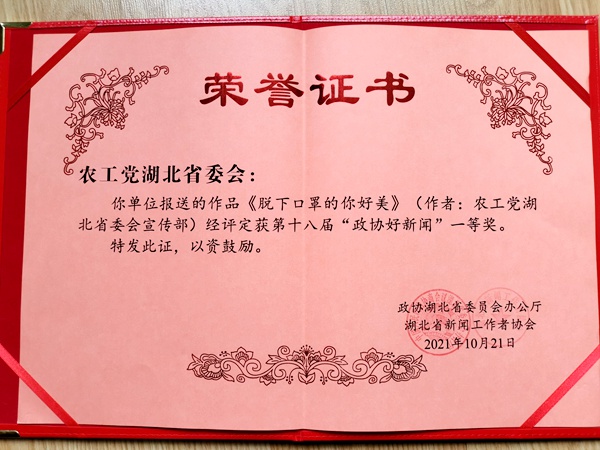 荣誉证书
农工党湖北省委会：
你单位报送的作品《脱下口罩的你好美》（作者：农工党湖
北省委会宣传部）经评定获第十八届“政协好新闻”一等奖。
特发此证，以资鼓励。
政协湖北省委员会办公厅
湖北省新闻工作者协会
2021年10月21日